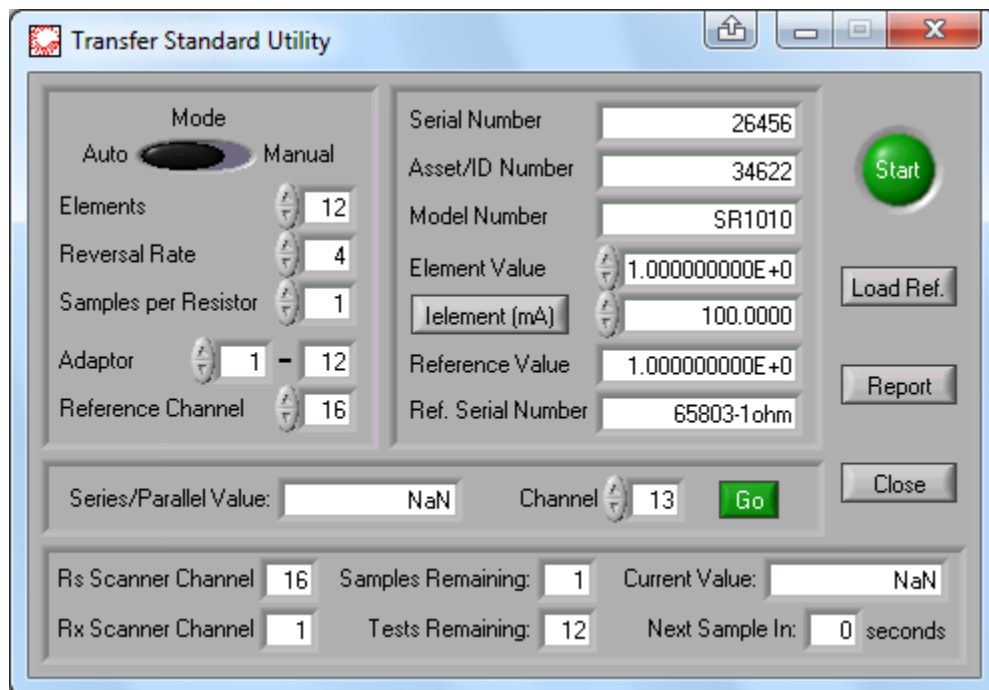 Transfer Standard Utility
Mode
Auto Manual
Elements 12
Reversal Rate 4
Samples per Resistor 1
Adaptor 1 - 12
Reference Channel 16
Serial Number 26456
Asset/ID Number 34622
Model Number SR1010
Element Value 1.000000000E+0
Ielement (mA) 100.0000
Reference Value 1.000000000E+0
Ref. Serial Number 65803-1ohm
Start
Load Ref.
Report
Close
Series/Parallel Value: NaN Channel 13 Go
Rs Scanner Channel 16 Samples Remaining: 1 Current Value: NaN
Rx Scanner Channel 1 Tests Remaining: 12 Next Sample In: 0 seconds